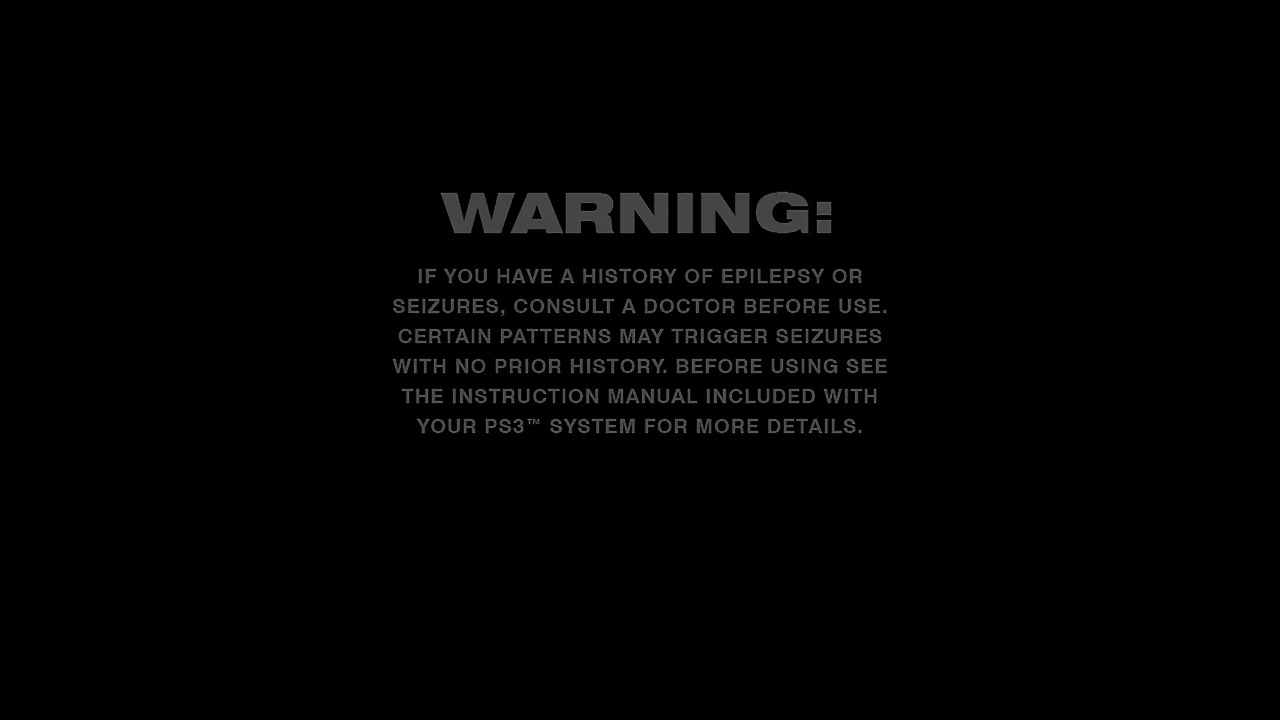 WARNING:
IF YOU HAVE A HISTORY OF EPILEPSY OR
SEIZURES, CONSULT A DOCTOR BEFORE USE.
CERTAIN PATTERNS MAY TRIGGER SEIZURES
WITH NO PRIOR HISTORY. BEFORE USING SEE
THE INSTRUCTION MANUAL INCLUDED WITH
YOUR PS3™ SYSTEM FOR MORE DETAILS.